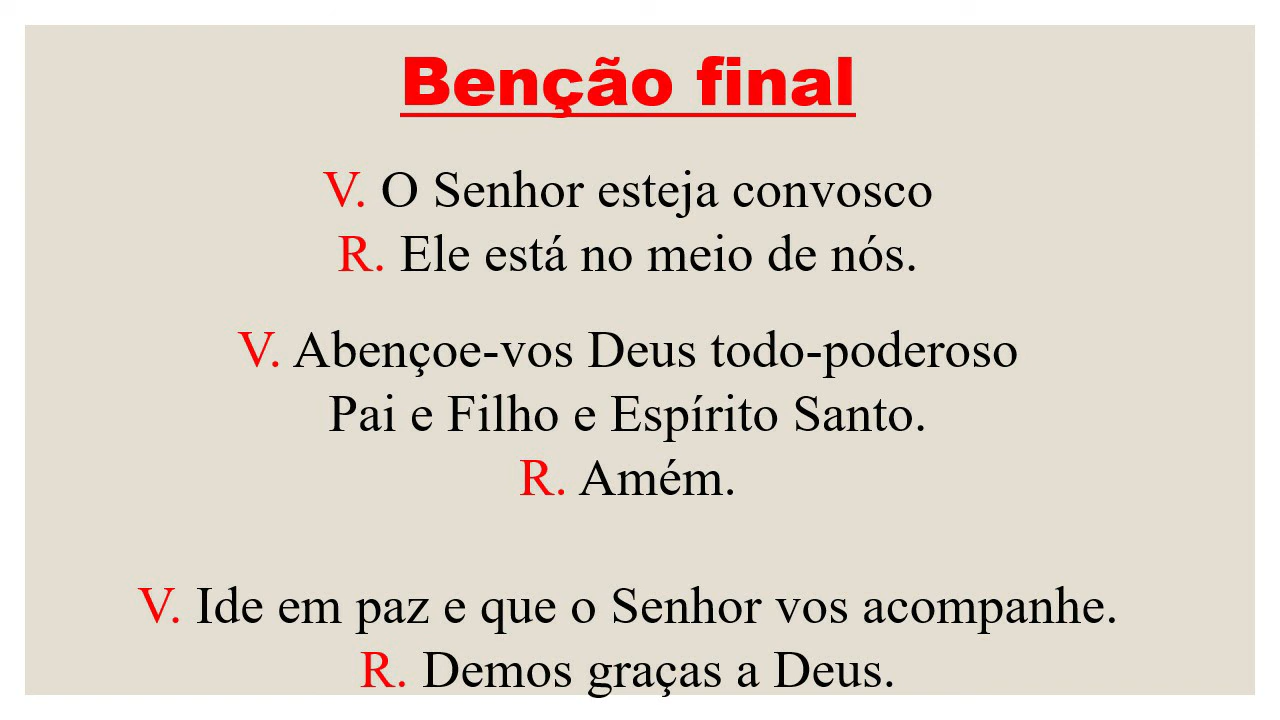 Benção final
V. O Senhor esteja convosco
R. Ele está no meio de nós.
V. Abençoe-vos Deus todo-poderoso
Pai e Filho e Espírito Santo.
R. Amém.
V. Ide em paz e que o Senhor vos acompanhe.
R. Demos graças a Deus.